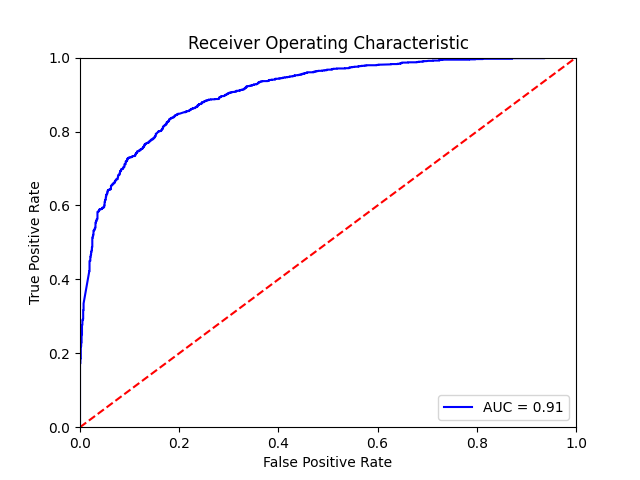 Receiver Operating Characteristic
True Positive Rate
1.0
0.8
0.6
0.4
0.2
0.0
AUC = 0.91
0.0 0.2 0.4 0.6 0.8 1.0
False Positive Rate